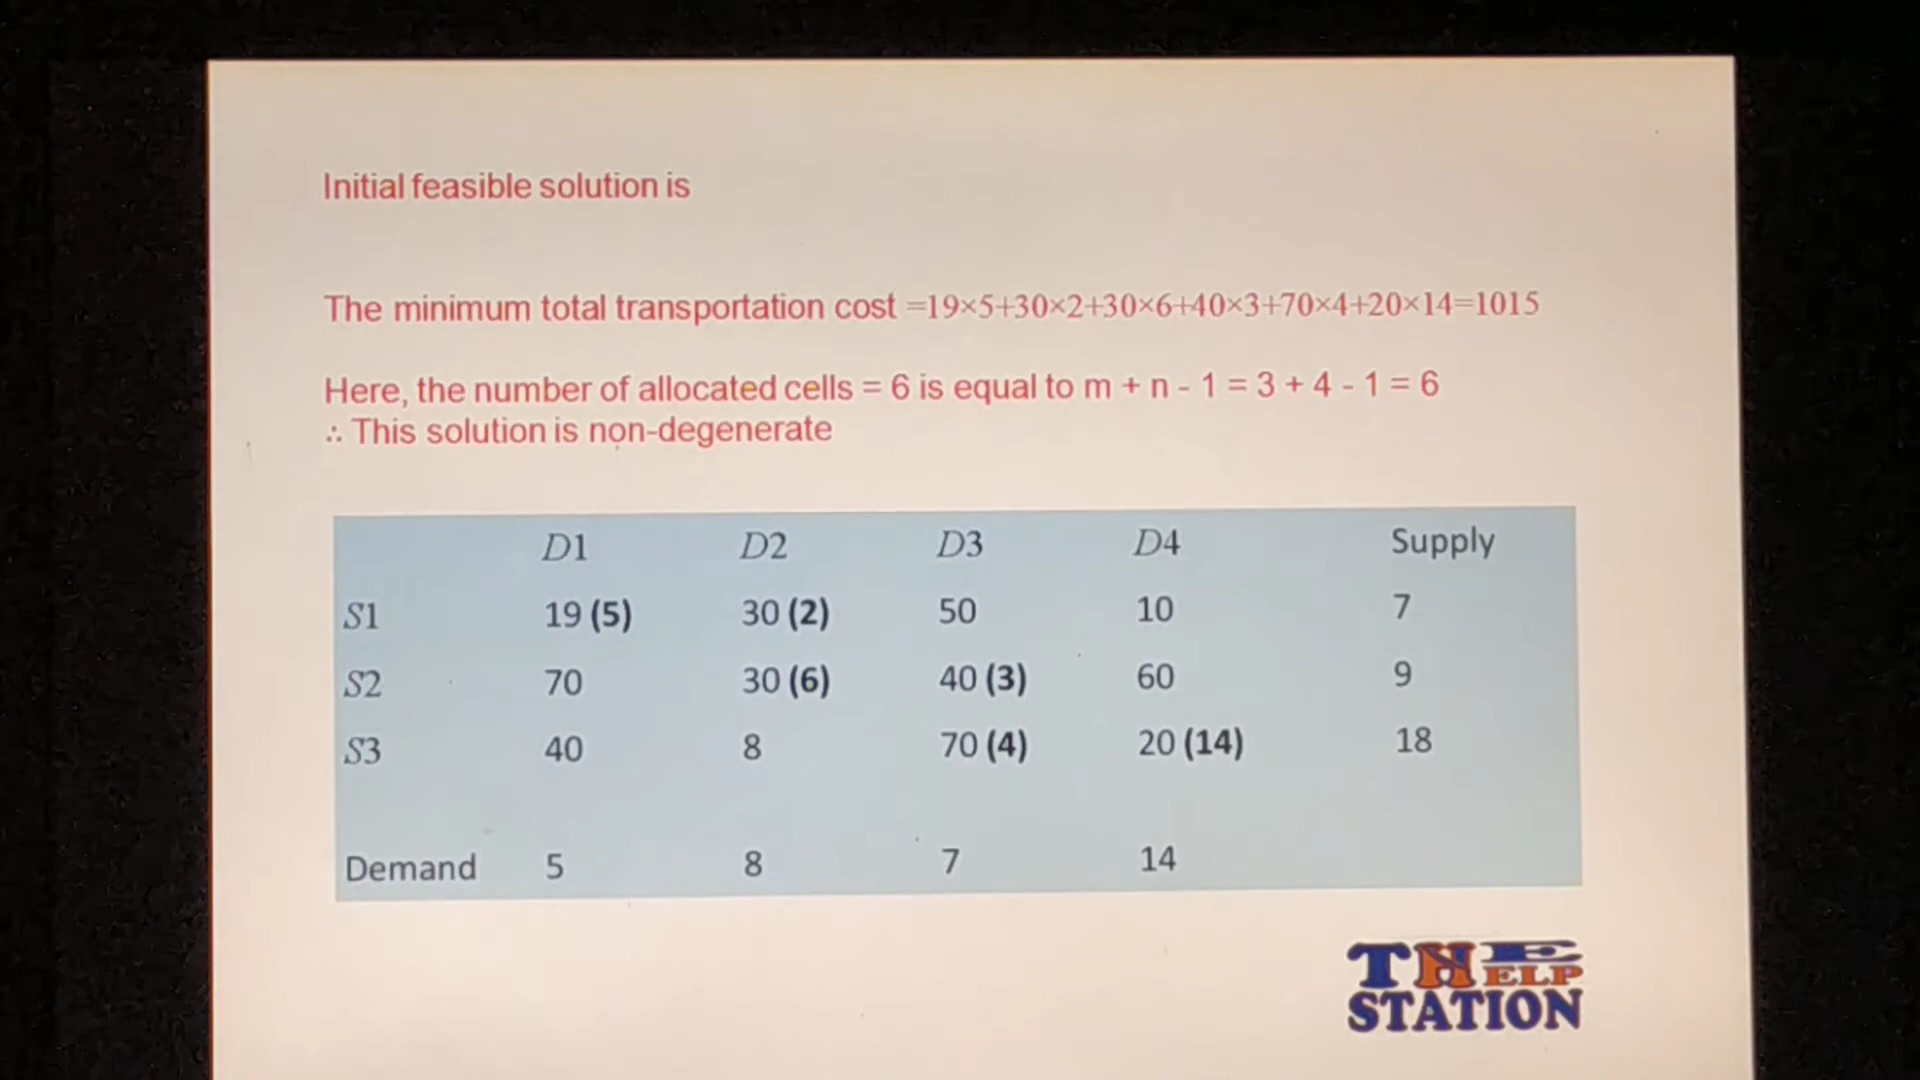 Initial feasible solution is
The minimum total transportation cost =19×5+30×2+30×6+40×3+70×4+20×14=1015
Here, the number of allocated cells = 6 is equal to m + n - 1 = 3 + 4 - 1 = 6
∴ This solution is non-degenerate
D1 D2 D3 D4 Supply
S1 19 (5) 30 (2) 50 10 7
S2 70 30 (6) 40 (3) 60 9
S3 40 8 70 (4) 20 (14) 18
Demand 5 8 7 14
THE
HELP
STATION